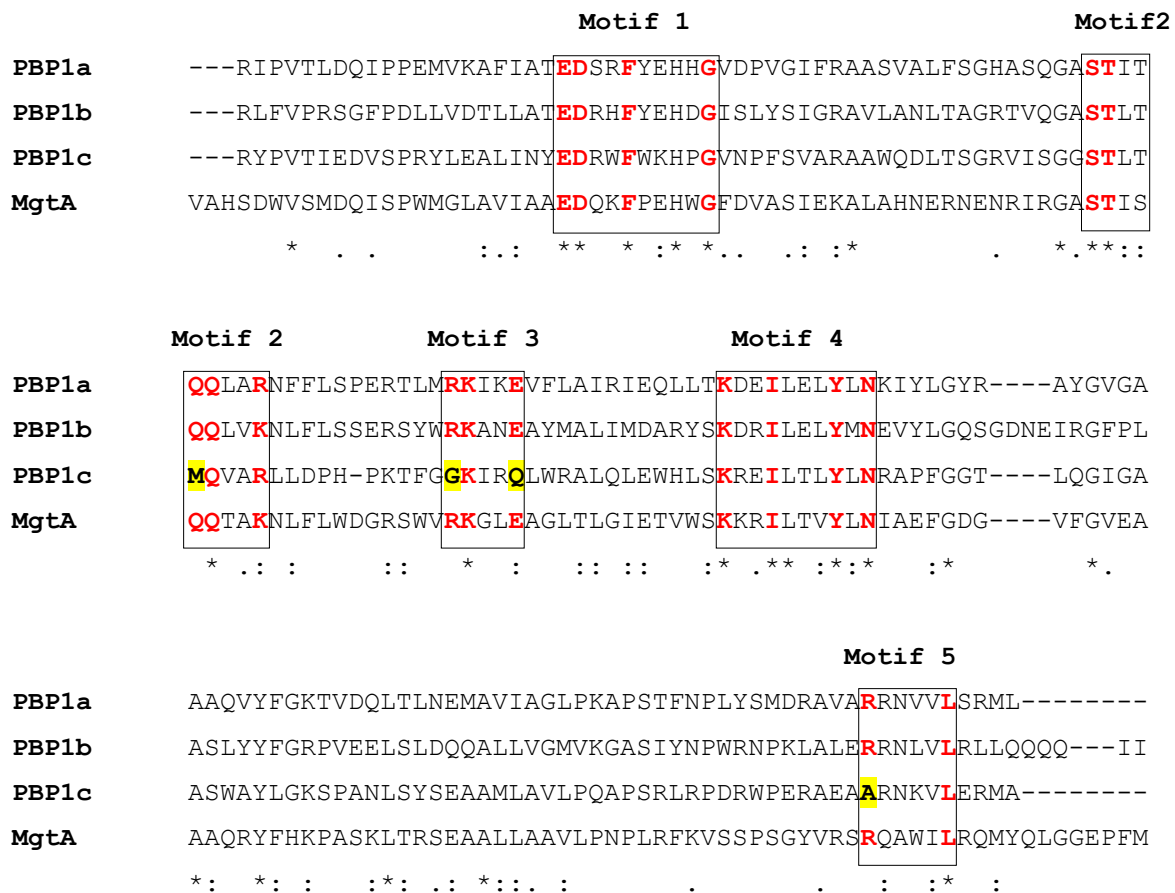 Motif 1 Motif2
PBP1a ---RIPVTLDQIPPEMVKAFIATEDSRFYEHHGVDPVGIFRAASVALFSGHASQGASTIT
PBP1b ---RLFVPRSGFPDLLVDTLLATEDRHFYEHDGISLYSIGRAVLANLTAGRTVQGASTLT
PBP1c ---RYPVTIEDVSPRYLEALINYEDRWFWKHPGVNPFSVARAAWQDLTSGRVISGGSTLT
MgtA VAHSDWVSMDQISPWMGLAVIAAEDQKFPEHWGFDVASIEKALAHNERNENRIRGASTIS
* . . :.: ** * :* *.. .: :* . *.**::
Motif 2 Motif 3 Motif 4
PBP1a QQLARNFFLSPERTLMRKIKEVFLAIRIEQLLTKDEILELYLNKIYLGYR----AYGVGA
PBP1b QQLVKNLFLSSERSYWRKANEAYMALIMDARYSKDRILELYMNEVYLGQSGDNEIRGFPL
PBP1c MQVARLLDPH-PKTFGGKIRQLWRALQLEWHLSKREILTLYLNRAPFGGT---LQGIGA
MgtA QQTAKNLFLWDGRSWVRKGLEAGLTLGIETVWSKKRILTVYLNIAEFGDG----VFGVEA
* .: : :: * : :: :: :* .** :*:* :* *.
Motif 5
PBP1a AAQVYFGKTVDQLTLNEMAVIAGLPKAPSTFNPLYSMDRAVARRNVVLSRML--------
PBP1b ASLYYFGRPVEELSLDQQALLVGMVKGASIYNPWRNPKLALERRNLVLRLLQQQQ---II
PBP1c ASWAYLGKSPANLSYSEAAMLAVLPQAPSRLRPDRWPERAEAARNKVLERMA--------
MgtA AAQRYFHKPASKLTRSEAALLAAVLPNPLRFKVSSPSGYVRSRQAWILRQMYQLGGEPFM
*: *: : :*: .: *::. : . . : :* :